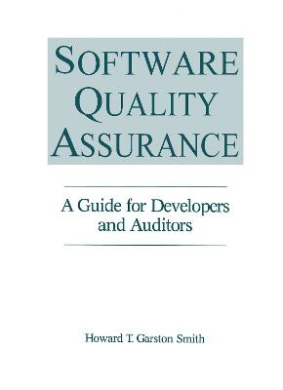 SOFTWARE
QUALITY
ASSURANCE
A Guide for Developers
and Auditors
Howard T. Garston Smith